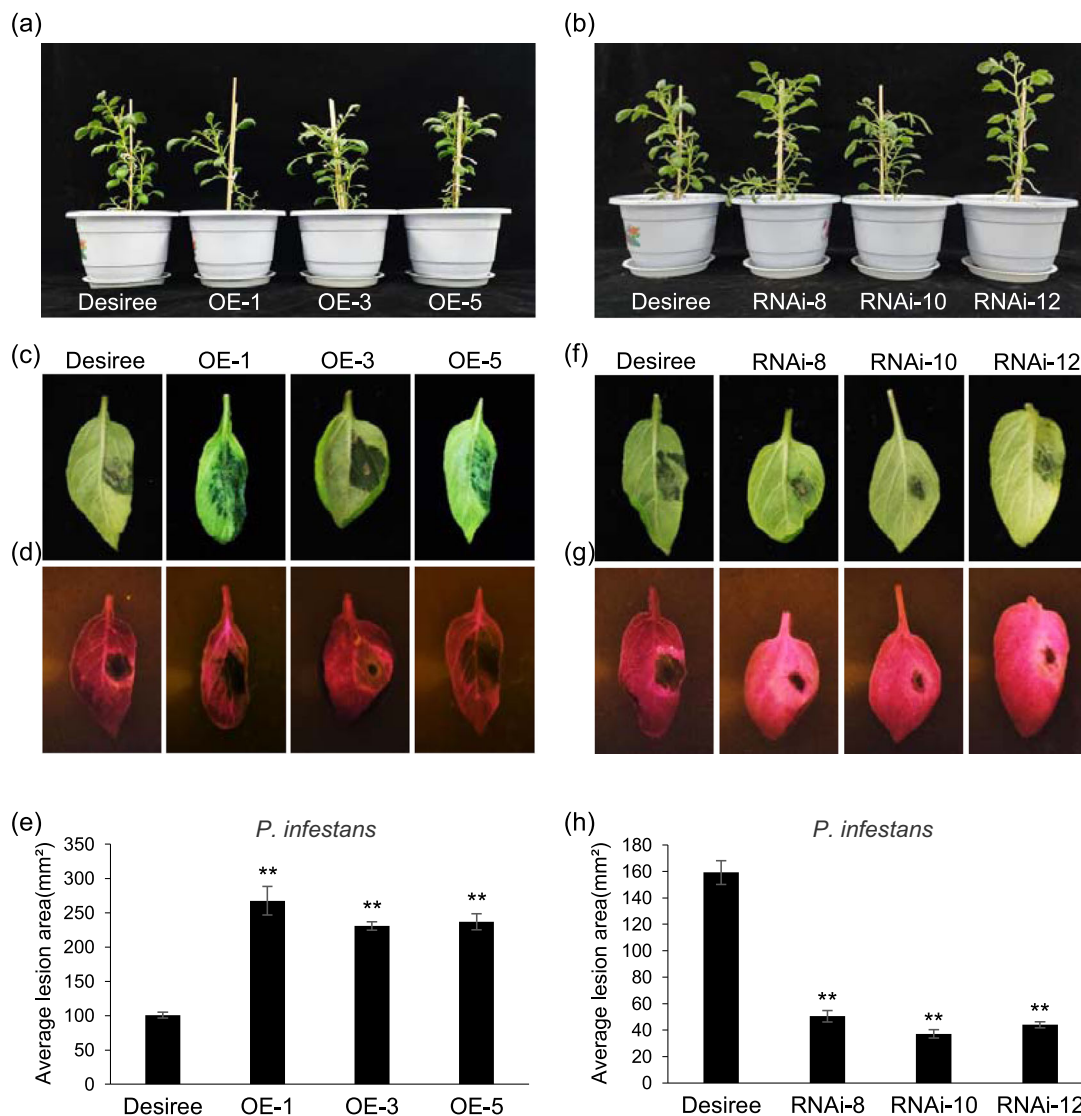 (a)
Desiree OE-1 OE-3 OE-5
(b)
Desiree RNAi-8 RNAi-10 RNAi-12
(c) Desiree OE-1 OE-3 OE-5
(d)
(f) Desiree RNAi-8 RNAi-10 RNAi-12
(g)
(e)
P. infestans
Average lesion area(mm²)
350
300
250
200
150
100
50
0
**
**
**
Desiree OE-1 OE-3 OE-5
(h)
P. infestans
Average lesion area(mm²)
180
160
140
120
100
80
60
40
20
0
**
**
**
Desiree RNAi-8 RNAi-10 RNAi-12